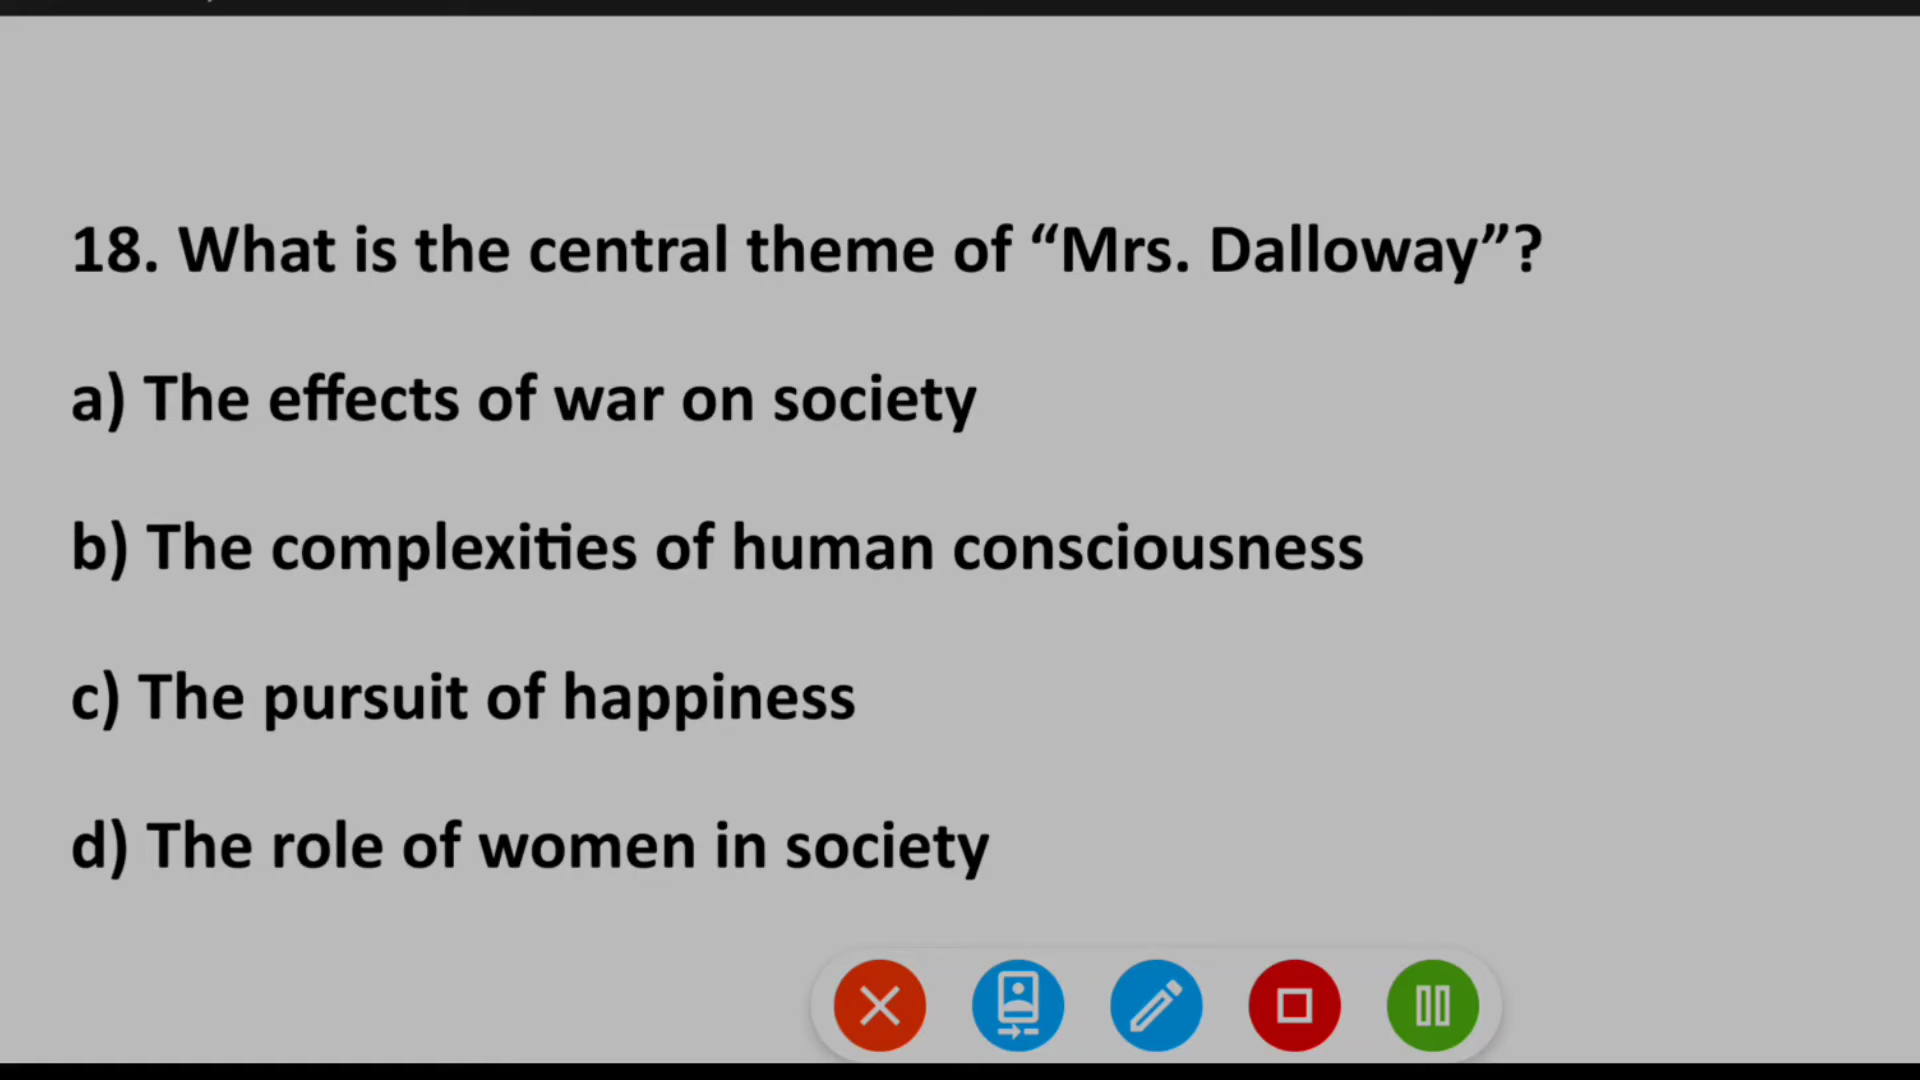 18. What is the central theme of “Mrs. Dalloway”?
a) The effects of war on society
b) The complexities of human consciousness
c) The pursuit of happiness
d) The role of women in society